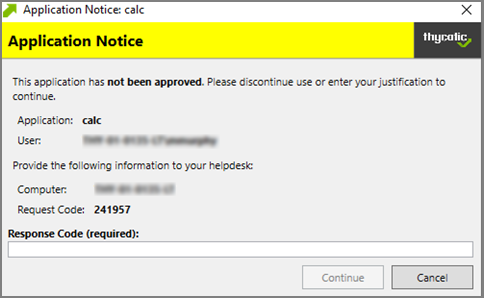 Application Notice: calc
Application Notice
thycotic
This application has not been approved. Please discontinue use or enter your justification to
continue.
Application: calc
User:
Provide the following information to your helpdesk:
Computer:
Request Code: 241957
Response Code (required):
Continue
Cancel